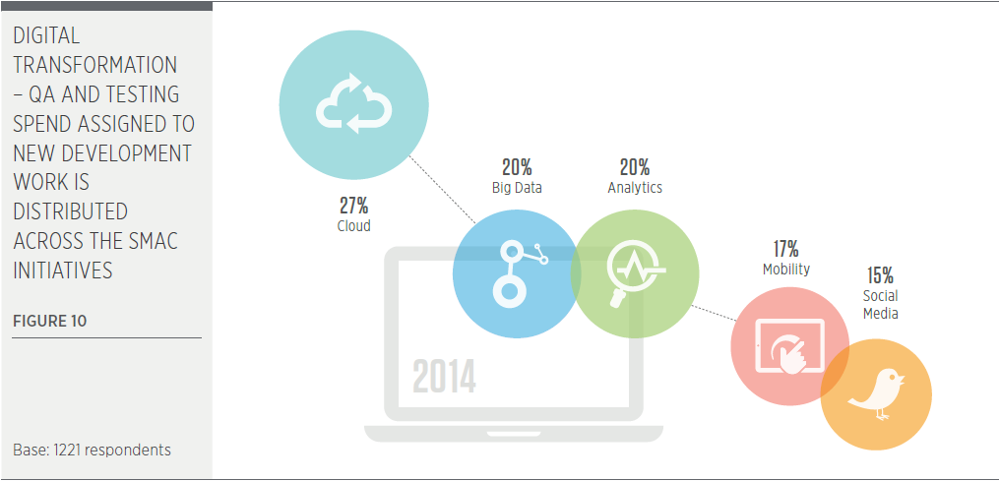 DIGITAL
TRANSFORMATION
– QA AND TESTING
SPEND ASSIGNED TO
NEW DEVELOPMENT
WORK IS
DISTRIBUTED
ACROSS THE SMAC
INITIATIVES
FIGURE 10
Base: 1221 respondents
27%
Cloud
20%
Big Data
20%
Analytics
17%
Mobility
15%
Social
Media
2014